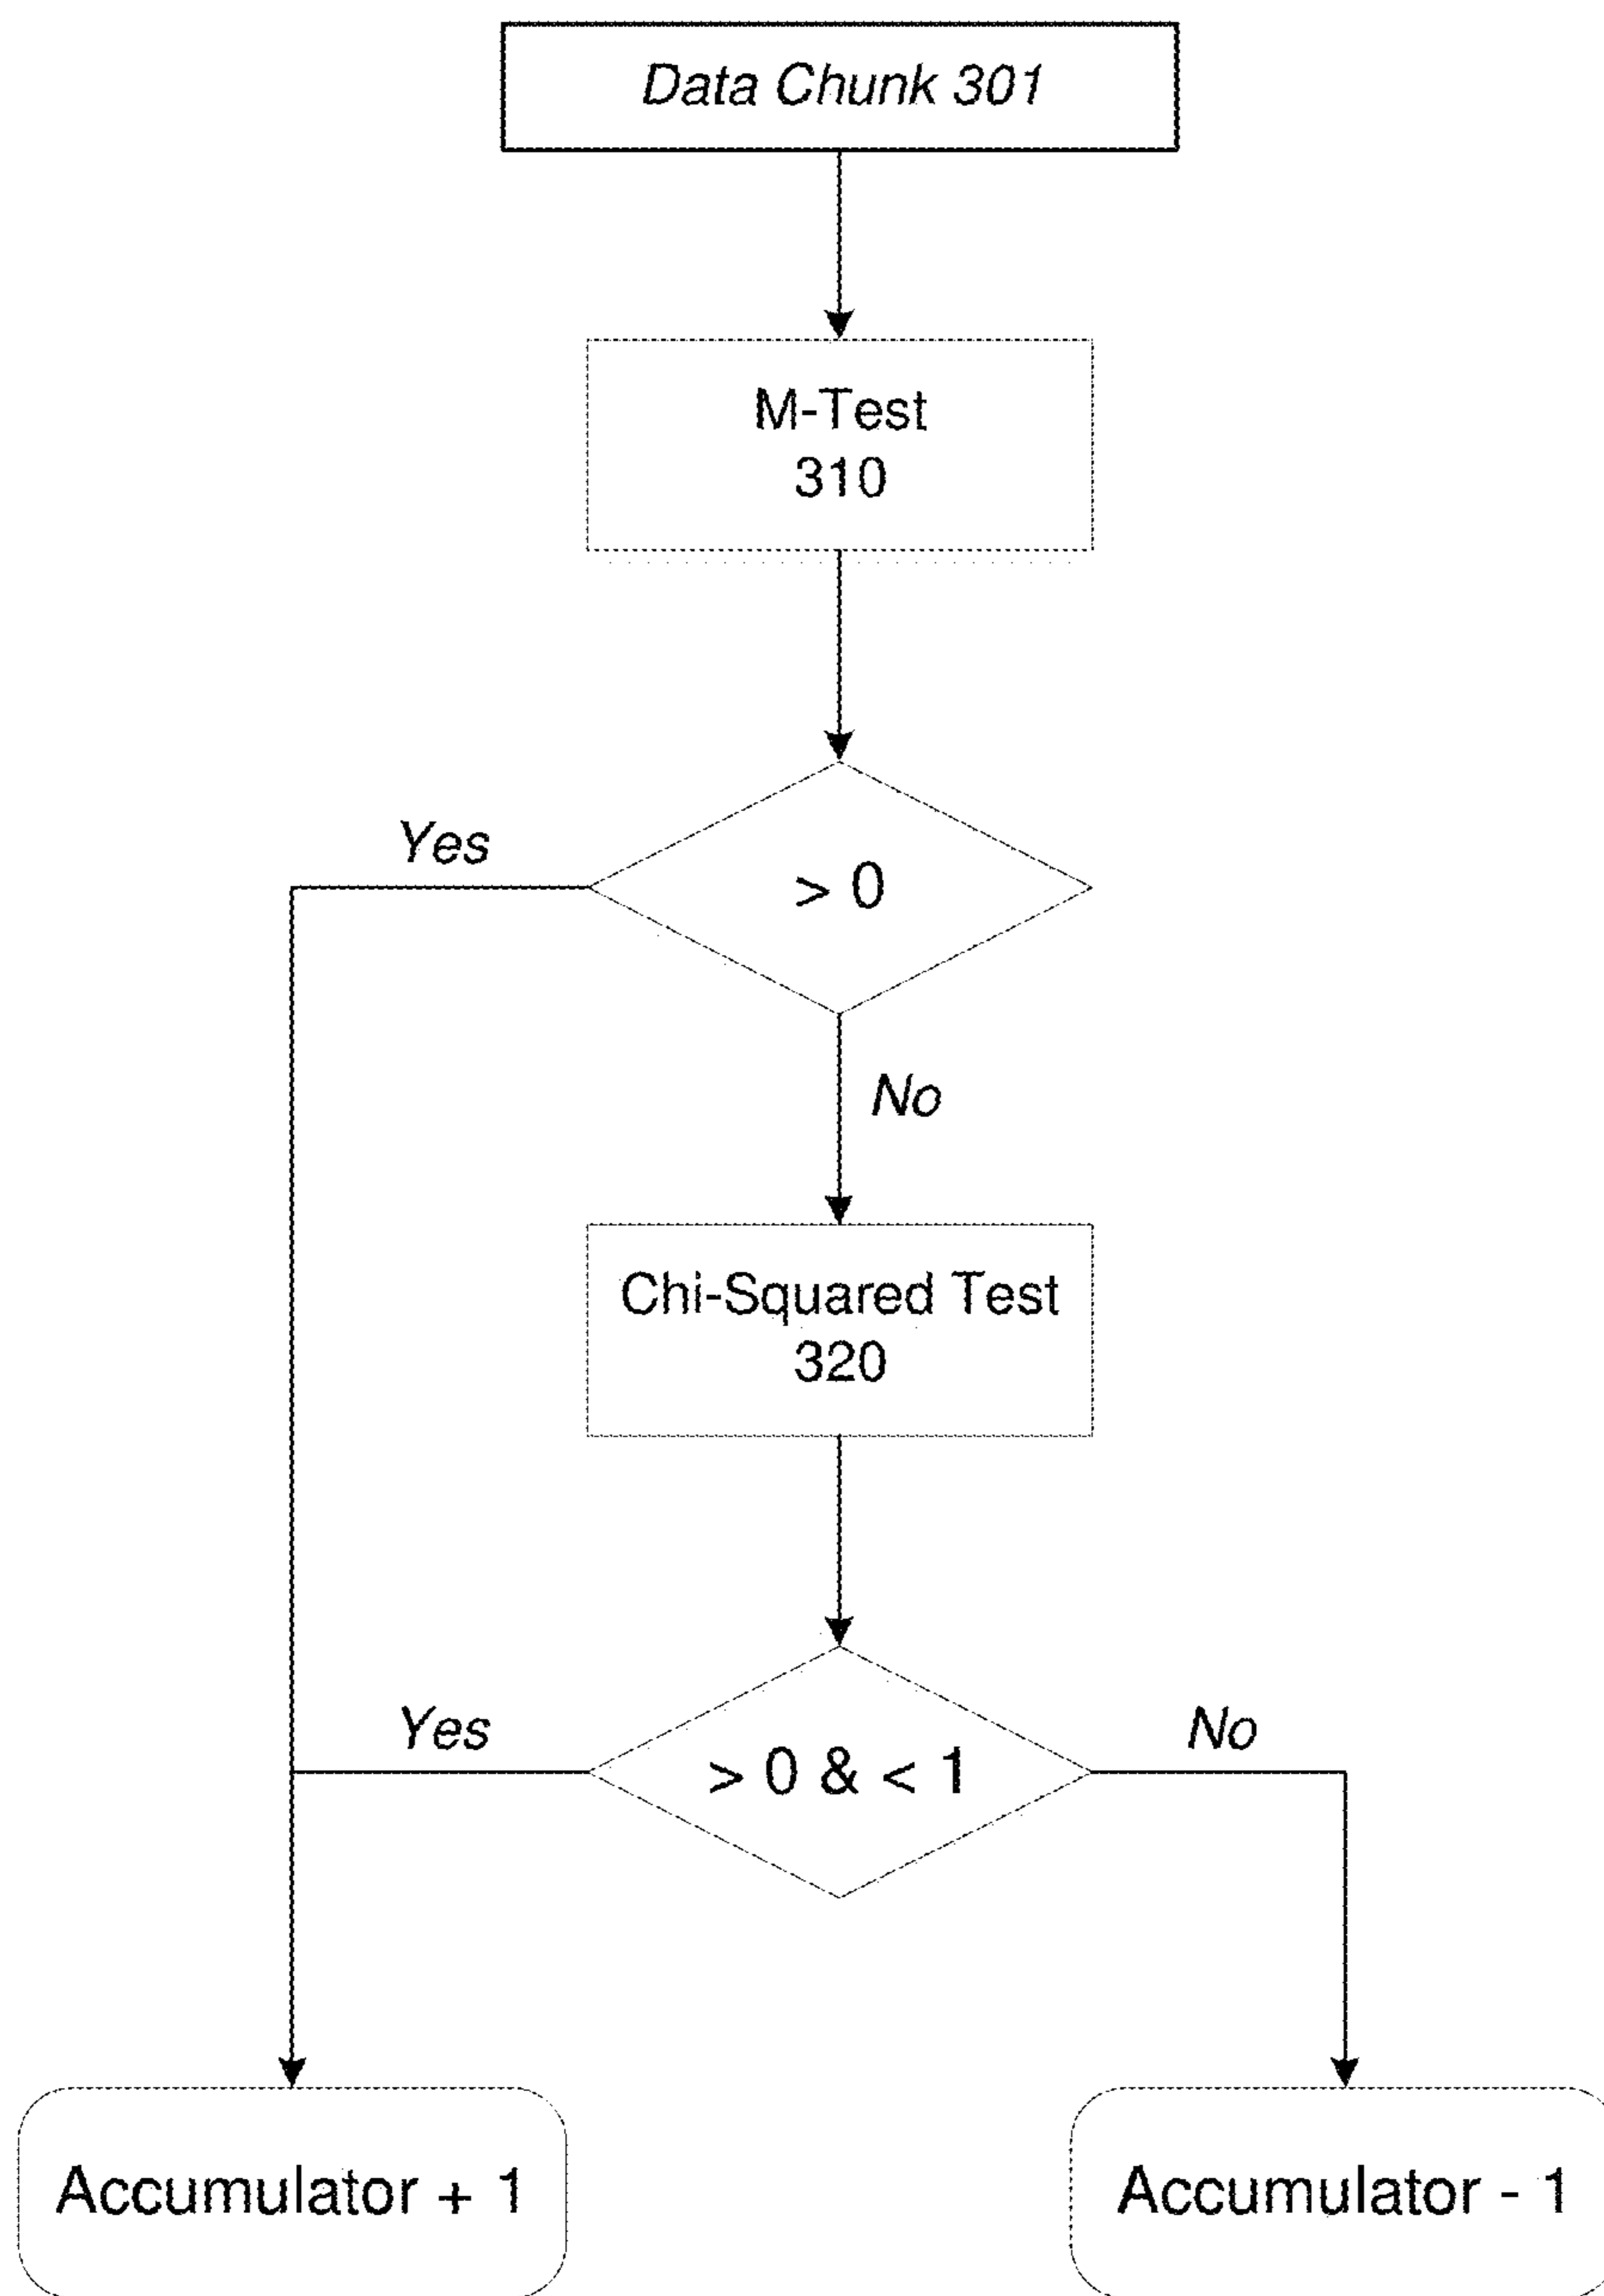 Data Chunk 301
M-Test
310
Yes
> 0
No
Chi-Squared Test
320
Yes
> 0 & < 1
No
Accumulator + 1
Accumulator - 1